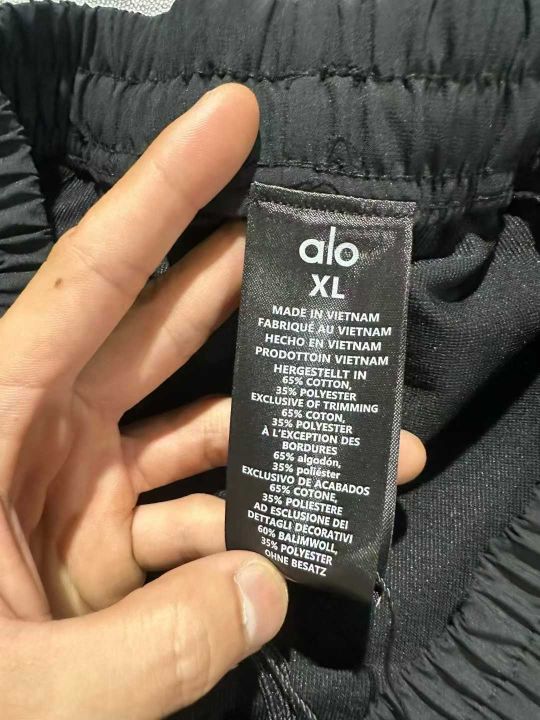 alo
XL
MADE IN VIETNAM
FABRIQUÉ AU VIETNAM
HECHO EN VIETNAM
PRODOTTOIN VIETNAM
HERGESTELLT IN
65% COTTON,
35% POLYESTER
EXCLUSIVE OF TRIMMING
65% COTON,
35% POLYESTER
À L'EXCEPTION DES
BORDURES
65% algodón,
35% poliéster
EXCLUSIVO DE ACABADOS
65% COTONE,
35% POLIESTERE
AD ESCLUSIONE DEI
DETTAGLI DECORATIVI
60% BALIMWOLL,
35% POLYESTER
OHNE BESATZ